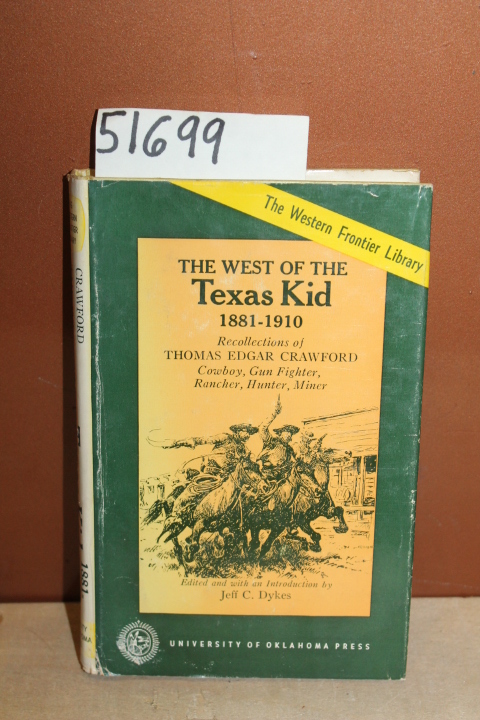 51699
The Western Frontier Library
THE WEST OF THE
Texas Kid
1881-1910
Recollections of
THOMAS EDGAR CRAWFORD
Cowboy, Gun Fighter,
Rancher, Hunter, Miner
Edited and with an Introduction by
Jeff C. Dykes
UNIVERSITY OF OKLAHOMA PRESS
CRAWFORD
1881